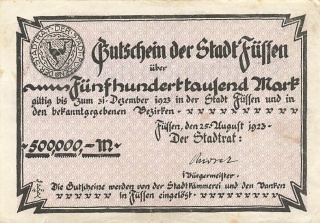 Gutschein der Stadt Füssen
über
Fünfhunderttausend Mark
gültig bis zum 31. Dezember 1923 in der Stadt Füssen und in
den bekanntgegebenen Bezirken.
Füssen, den 25. August 1923.
Der Stadtrat:
500000,- M
1 Bürgermeister.
Die Gutscheine werden von der Stadtkämmerei und den Banken
in Füssen eingelöst.